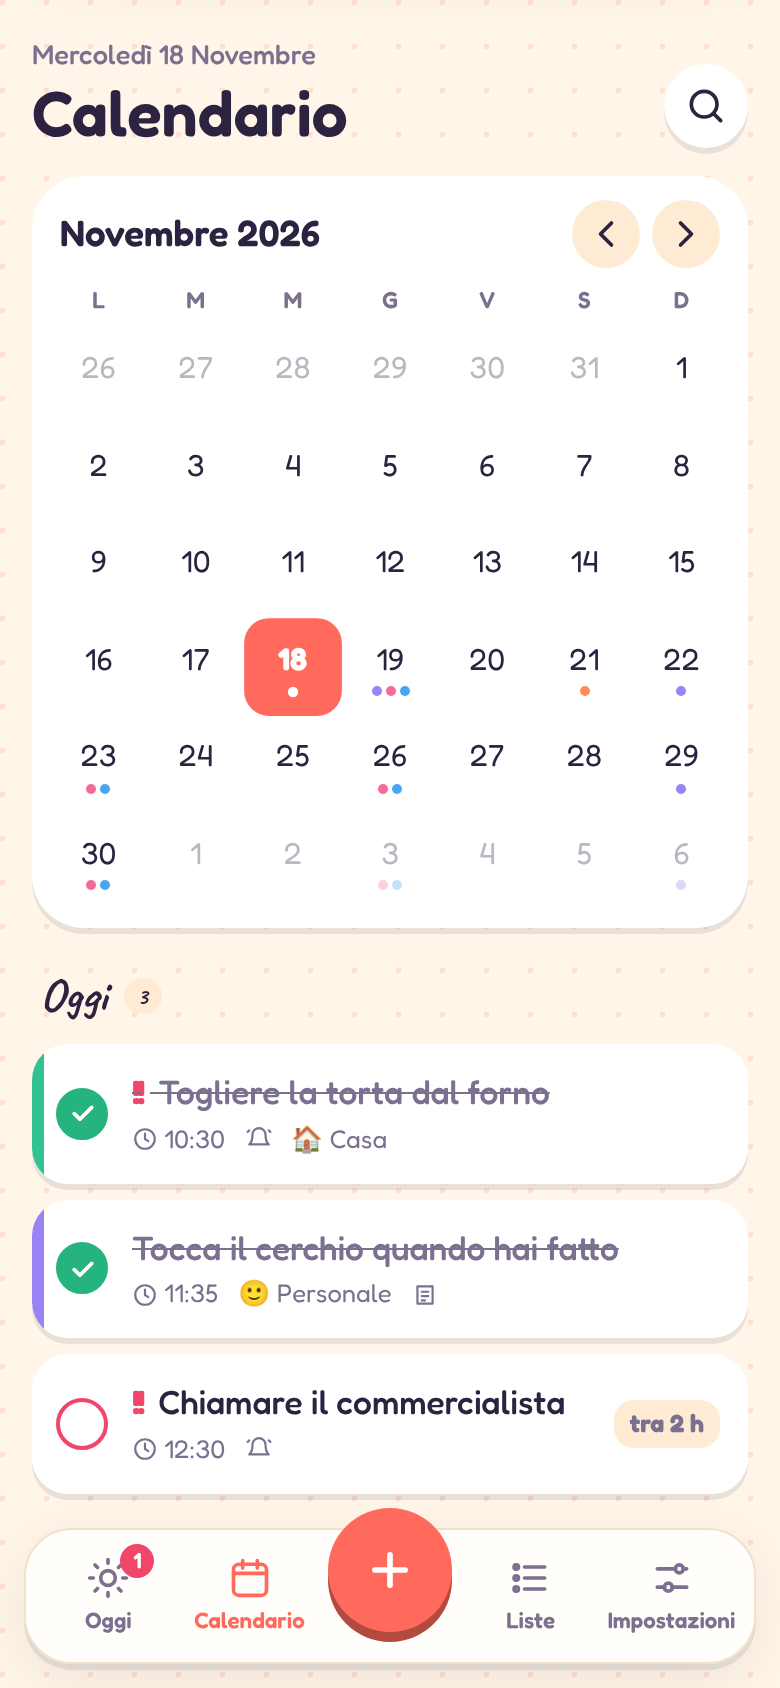 Mercoledì 18 Novembre
Calendario
Novembre 2026
L M M G V S D
26 27 28 29 30 31 1
2 3 4 5 6 7 8
9 10 11 12 13 14 15
16 17 18 19 20 21 22
23 24 25 26 27 28 29
30 1 2 3 4 5 6
Oggi 3
Togliere la torta dal forno
10:30 Casa
Tocca il cerchio quando hai fatto
11:35 Personale
Chiamare il commercialista
tra 2 h
12:30
1
Oggi Calendario Liste Impostazioni